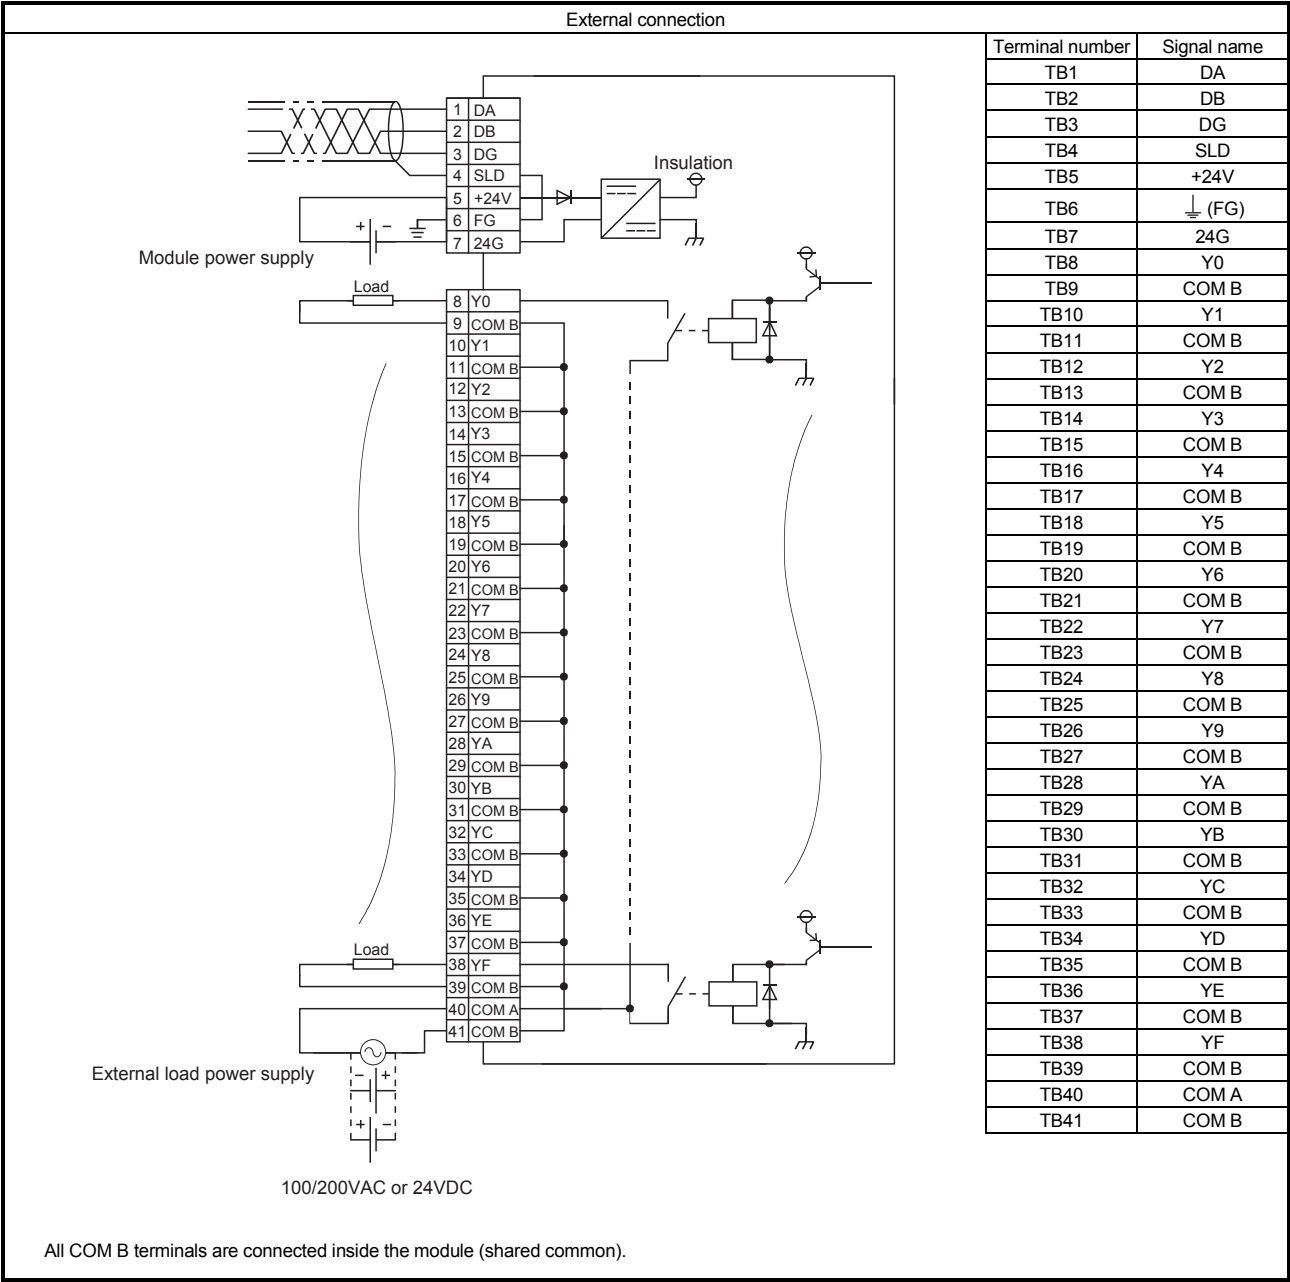 External connection
Terminal number Signal name
TB1 DA
TB2 DB
TB3 DG
TB4 SLD
TB5 +24V
TB6 (FG)
TB7 24G
TB8 Y0
TB9 COM B
TB10 Y1
TB11 COM B
TB12 Y2
TB13 COM B
TB14 Y3
TB15 COM B
TB16 Y4
TB17 COM B
TB18 Y5
TB19 COM B
TB20 Y6
TB21 COM B
TB22 Y7
TB23 COM B
TB24 Y8
TB25 COM B
TB26 Y9
TB27 COM B
TB28 YA
TB29 COM B
TB30 YB
TB31 COM B
TB32 YC
TB33 COM B
TB34 YD
TB35 COM B
TB36 YE
TB37 COM B
TB38 YF
TB39 COM B
TB40 COM A
TB41 COM B
1 DA
2 DB
3 DG
4 SLD
5 +24V
6 FG
7 24G
Insulation
+ −
Module power supply
Load
8 Y0
9 COM B
10 Y1
11 COM B
12 Y2
13 COM B
14 Y3
15 COM B
16 Y4
17 COM B
18 Y5
19 COM B
20 Y6
21 COM B
22 Y7
23 COM B
24 Y8
25 COM B
26 Y9
27 COM B
28 YA
29 COM B
30 YB
31 COM B
32 YC
33 COM B
34 YD
35 COM B
36 YE
37 COM B
Load
38 YF
39 COM B
40 COM A
41 COM B
External load power supply
− +
+ −
100/200VAC or 24VDC
All COM B terminals are connected inside the module (shared common).